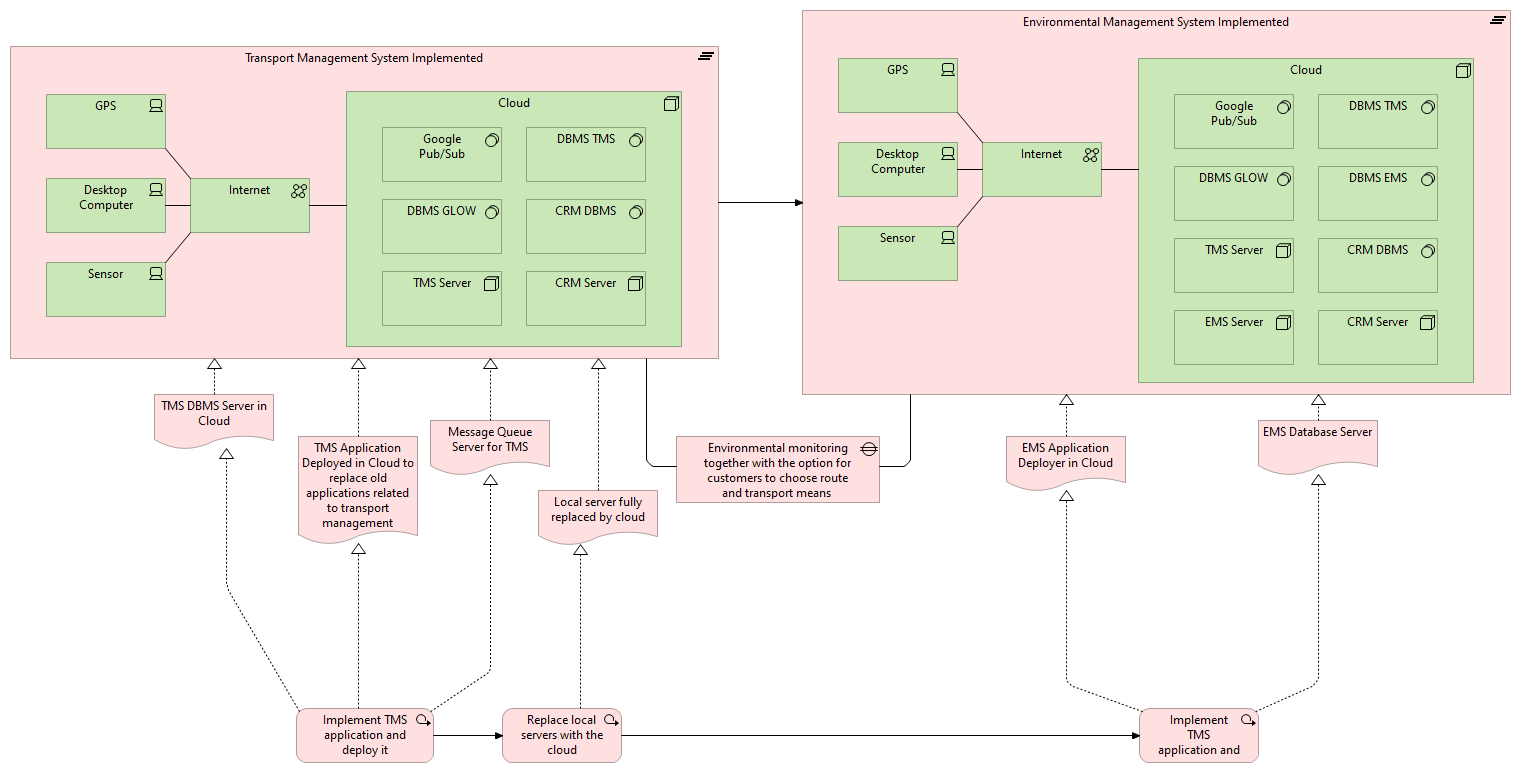 Transport Management System Implemented
GPS
Desktop
Computer
Sensor
Internet
Cloud
Google
Pub/Sub
DBMS TMS
DBMS GLOW
CRM DBMS
TMS Server
CRM Server
Environmental Management System Implemented
GPS
Desktop
Computer
Sensor
Internet
Cloud
Google
Pub/Sub
DBMS TMS
DBMS GLOW
DBMS EMS
TMS Server
CRM DBMS
EMS Server
CRM Server
TMS DBMS Server in
Cloud
TMS Application
Deployed in Cloud to
replace old
applications related
to transport
management
Message Queue
Server for TMS
Local server fully
replaced by cloud
Environmental monitoring
together with the option for
customers to choose route
and transport means
EMS Application
Deployer in Cloud
EMS Database Server
Implement TMS
application and
deploy it
Replace local
servers with the
cloud
Implement
TMS
application and